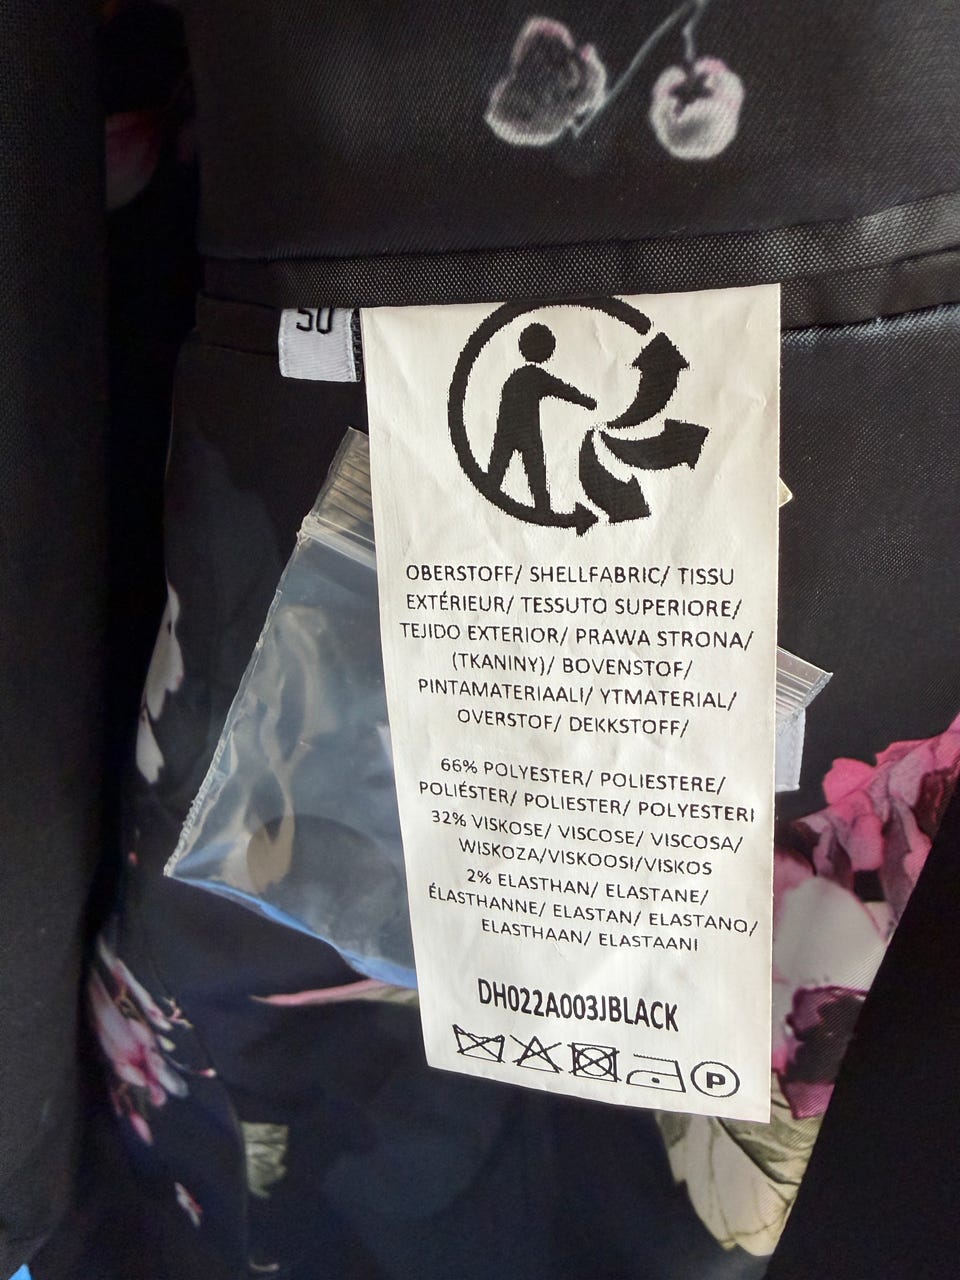 50
OBERSTOFF/ SHELLFABRIC/ TISSU
EXTÉRIEUR/ TESSUTO SUPERIORE/
TEJIDO EXTERIOR/ PRAWA STRONA/
(TKANINY)/ BOVENSTOF/
PINTAMATERIAALI/ YTMATERIAL/
OVERSTOF/ DEKKSTOFF/
66% POLYESTER/ POLIESTERE/
POLIÉSTER/ POLIESTER/ POLYESTERI
32% VISKOSE/ VISCOSE/ VISCOSA/
WISKOZA/VISKOOSI/VISKOS
2% ELASTHAN/ ELASTANE/
ÉLASTHANNE/ ELASTAN/ ELASTANO/
ELASTHAAN/ ELASTAANI
DH022A003JBLACK
P